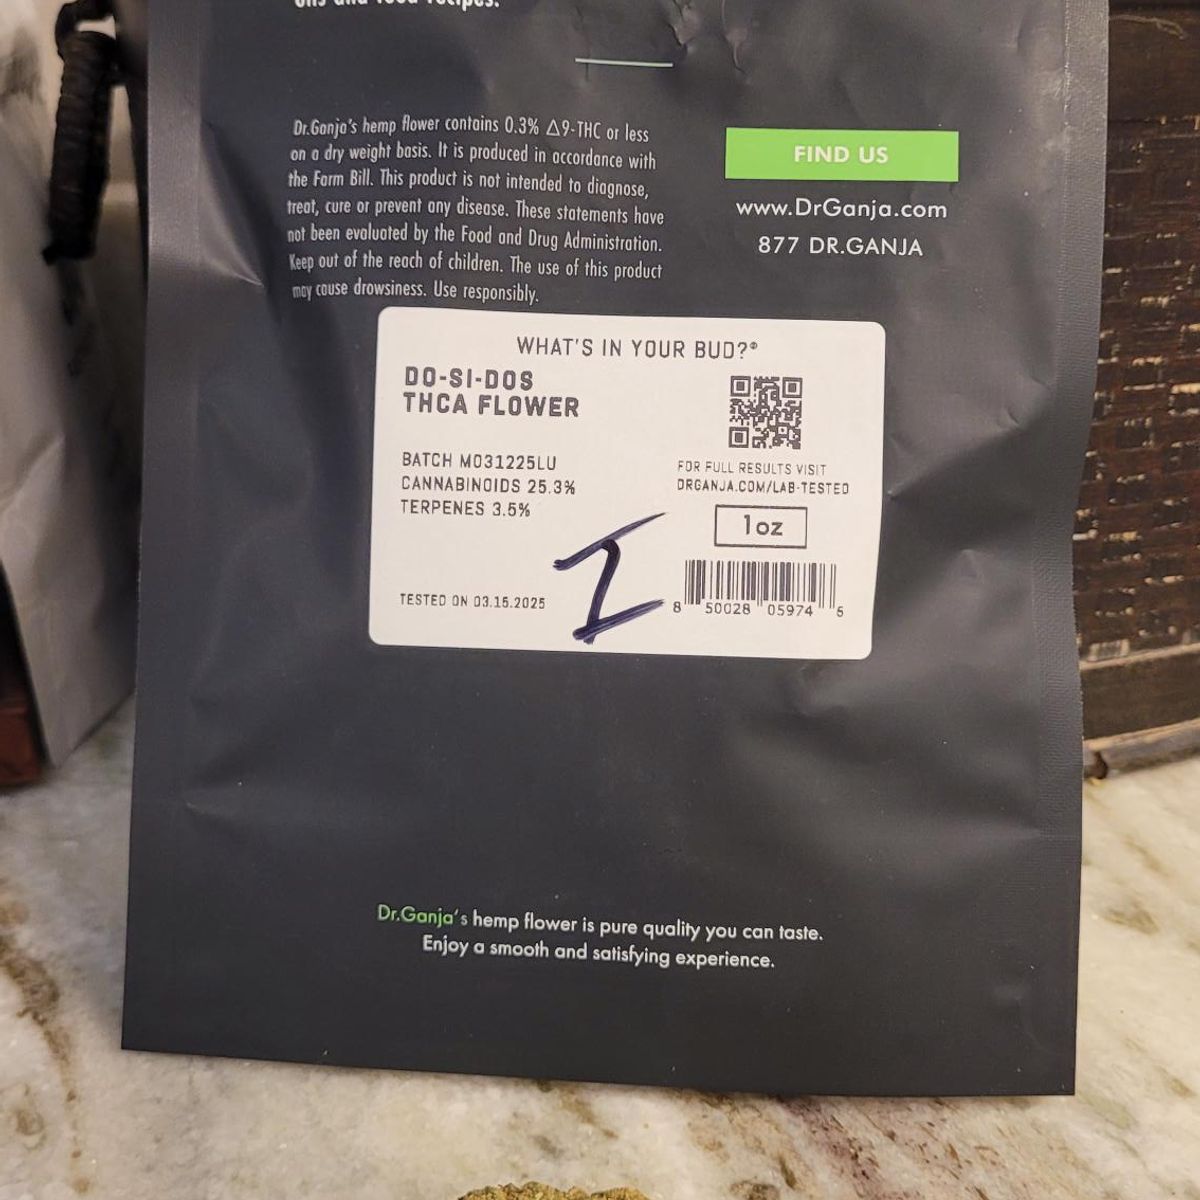 and food recipes.
Dr.Ganja's hemp flower contains 0.3% Δ9-THC or less
on a dry weight basis. It is produced in accordance with
the Farm Bill. This product is not intended to diagnose,
treat, cure or prevent any disease. These statements have
not been evaluated by the Food and Drug Administration.
Keep out of the reach of children. The use of this product
may cause drowsiness. Use responsibly.
FIND US
www.DrGanja.com
877 DR.GANJA
WHAT'S IN YOUR BUD?®
DO-SI-DOS
THCA FLOWER
BATCH M031225LU
CANNABINOIDS 25.3%
TERPENES 3.5%
TESTED ON 03.15.2025
FOR FULL RESULTS VISIT
DRGANJA.COM/LAB-TESTED
1oz
8 50028 05974 5
Dr.Ganja's hemp flower is pure quality you can taste.
Enjoy a smooth and satisfying experience.